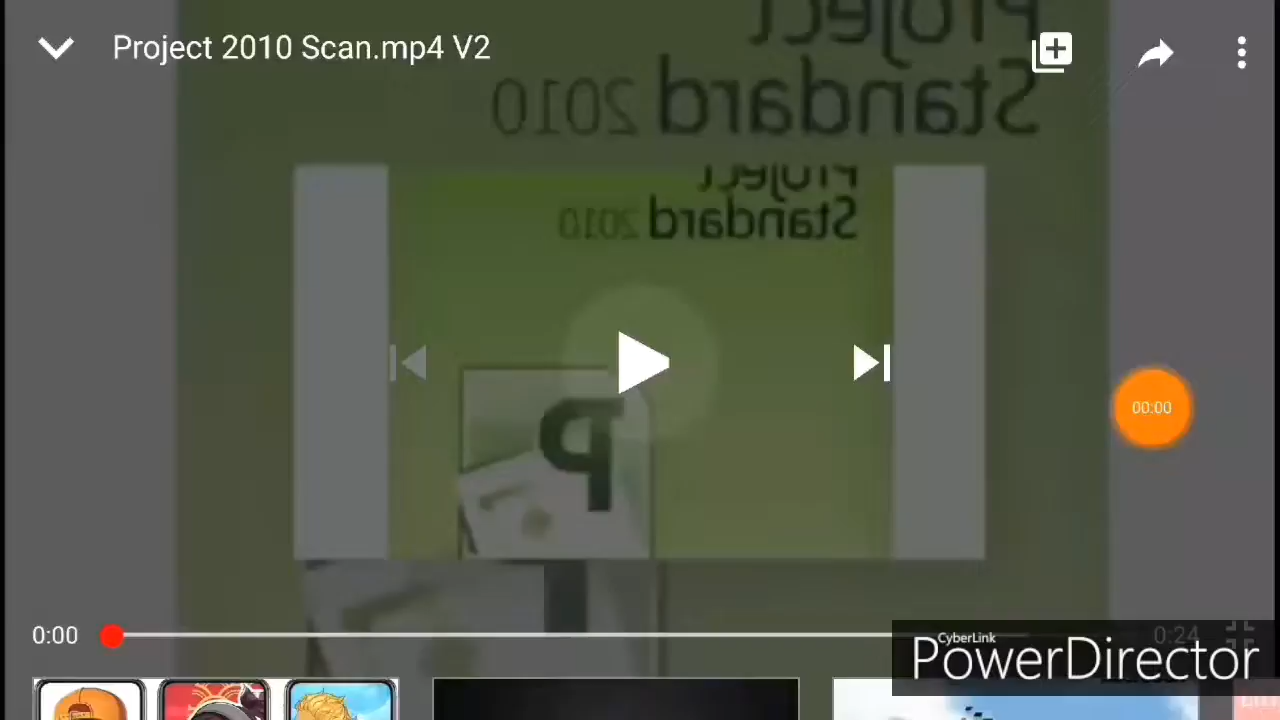 Project 2010 Scan.mp4 V2
Project
Standard 2010
Project
Standard 2010
P
00:00
0:00
0:24
CyberLink
PowerDirector